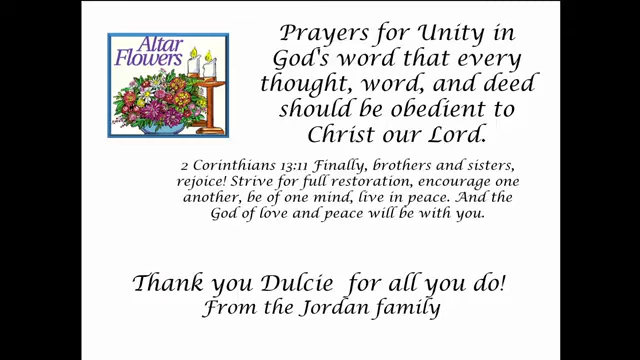 Altar
Flowers
Prayers for Unity in
God's word that every
thought, word, and deed
should be obedient to
Christ our Lord.
2 Corinthians 13:11 Finally, brothers and sisters,
rejoice! Strive for full restoration, encourage one
another, be of one mind, live in peace. And the
God of love and peace will be with you.
Thank you Dulcie for all you do!
From the Jordan family